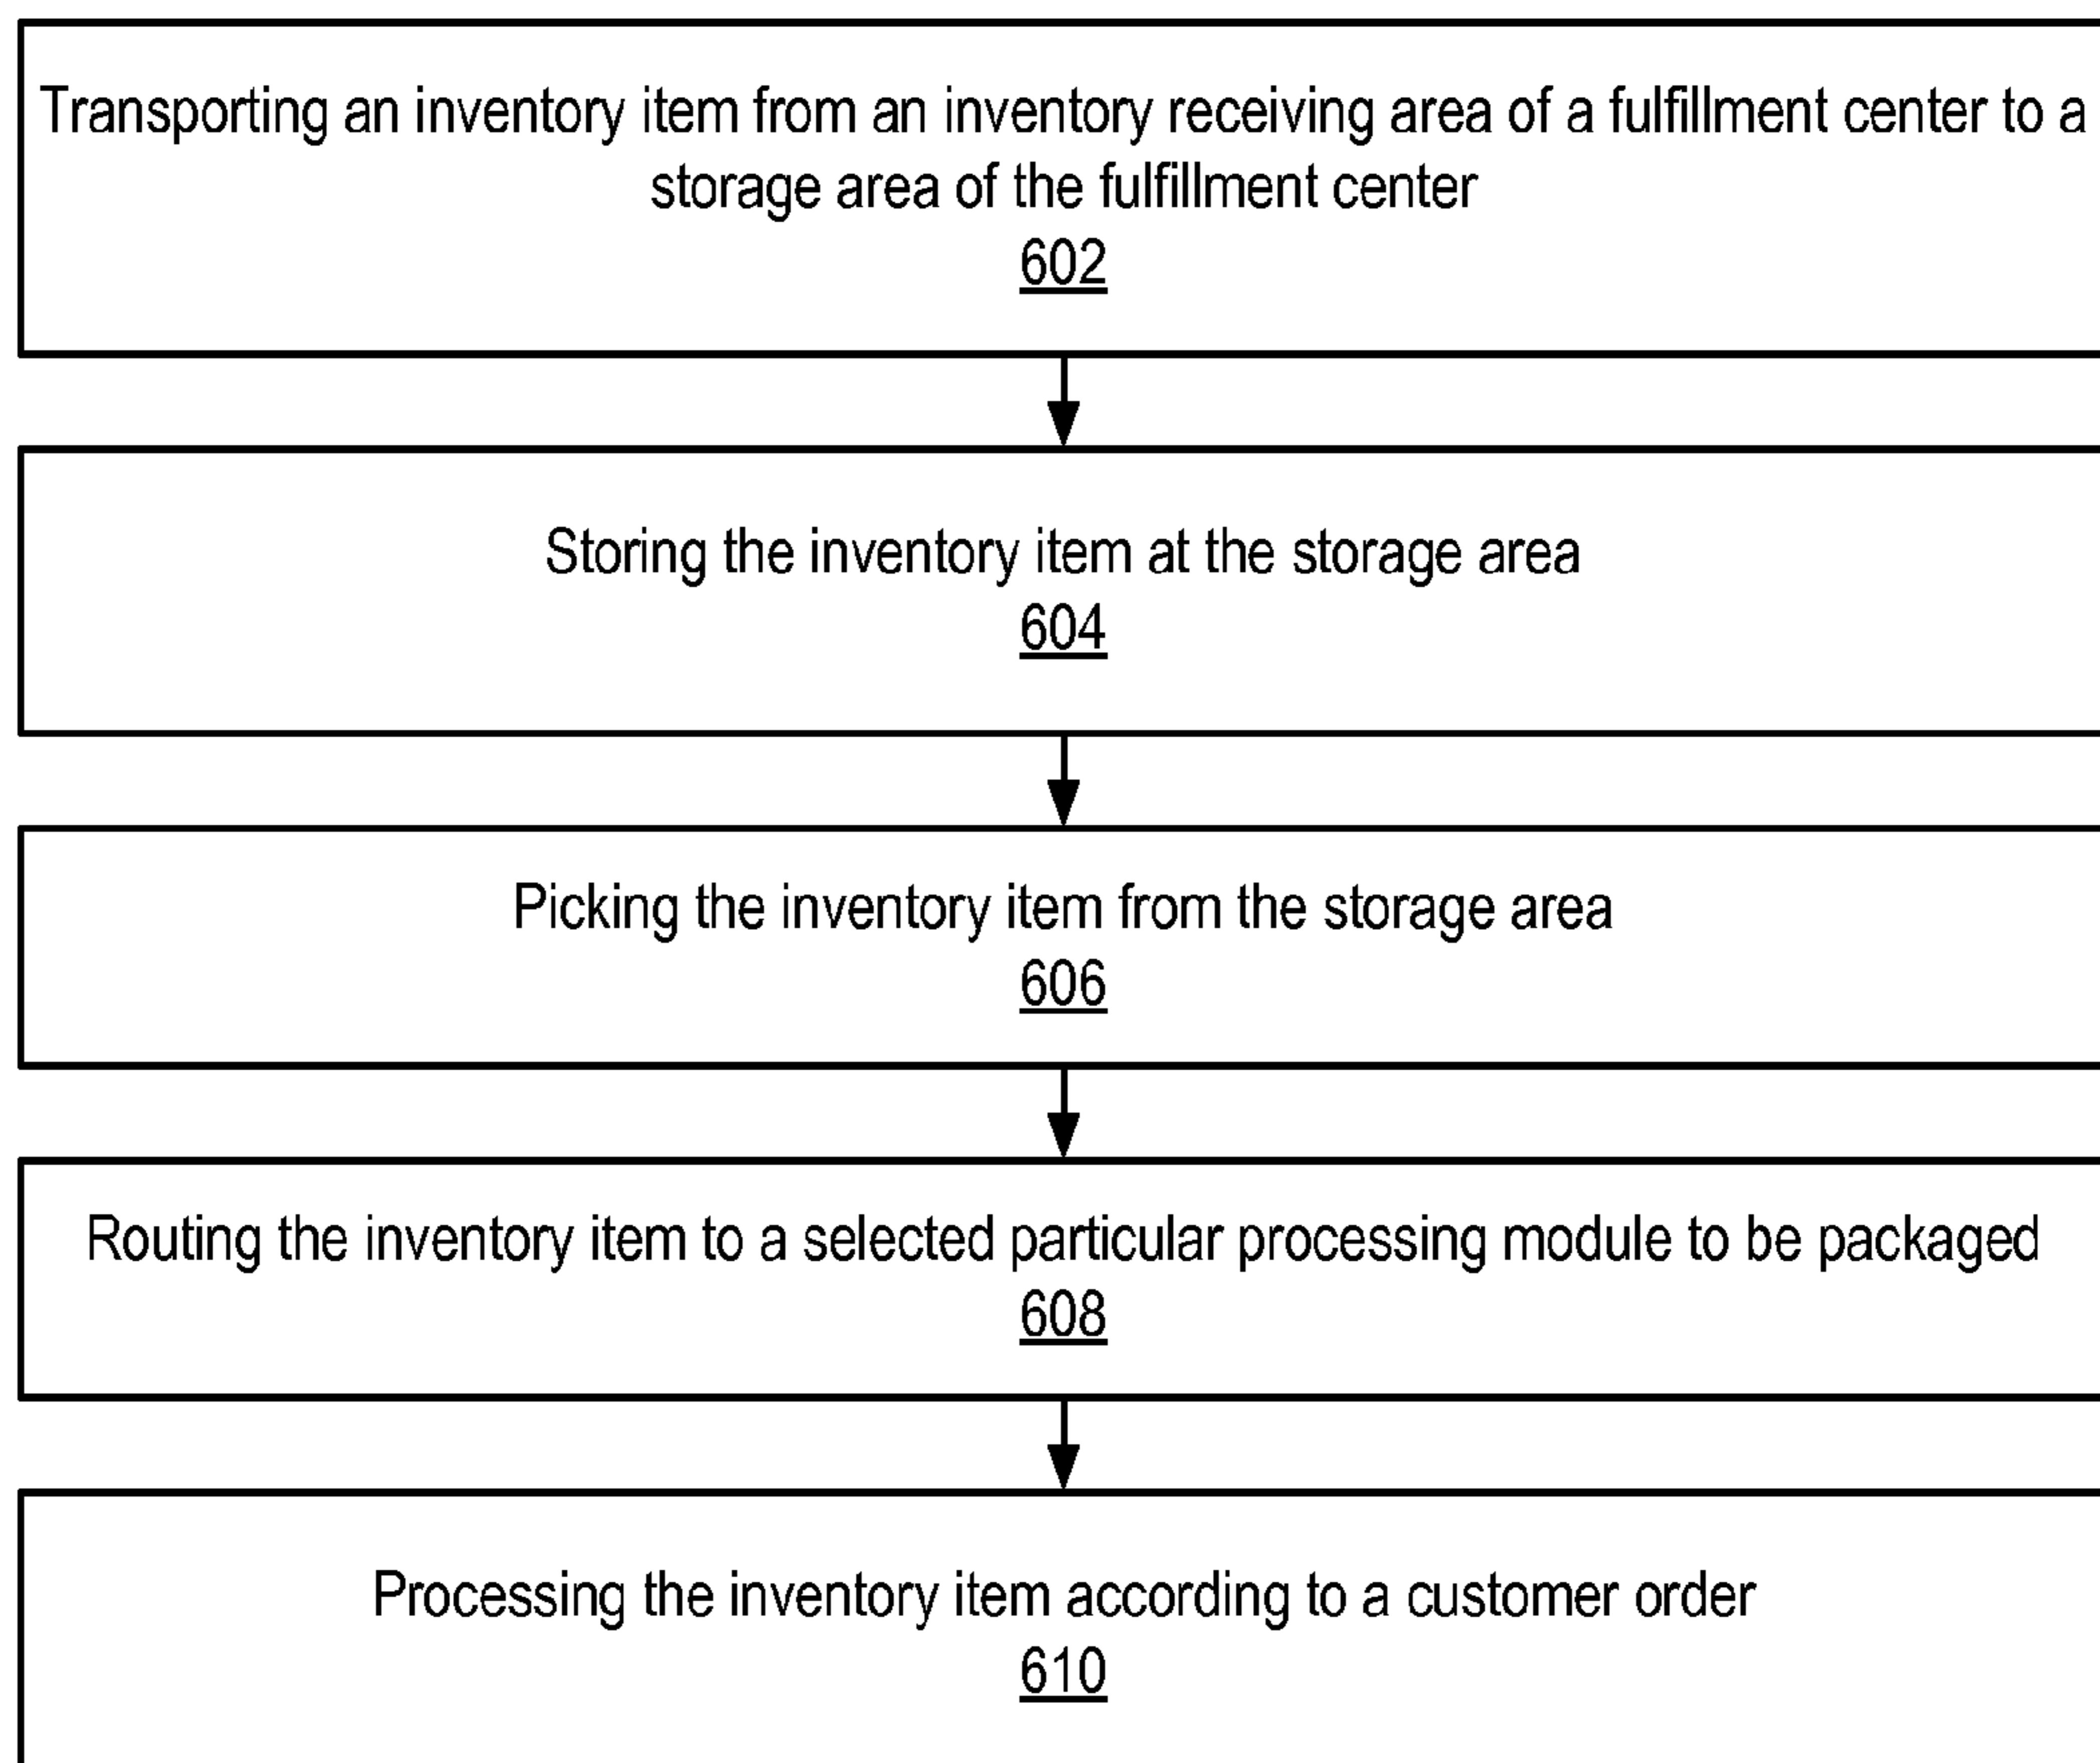 Transporting an inventory item from an inventory receiving area of a fulfillment center to a
storage area of the fulfillment center
602
Storing the inventory item at the storage area
604
Picking the inventory item from the storage area
606
Routing the inventory item to a selected particular processing module to be packaged
608
Processing the inventory item according to a customer order
610